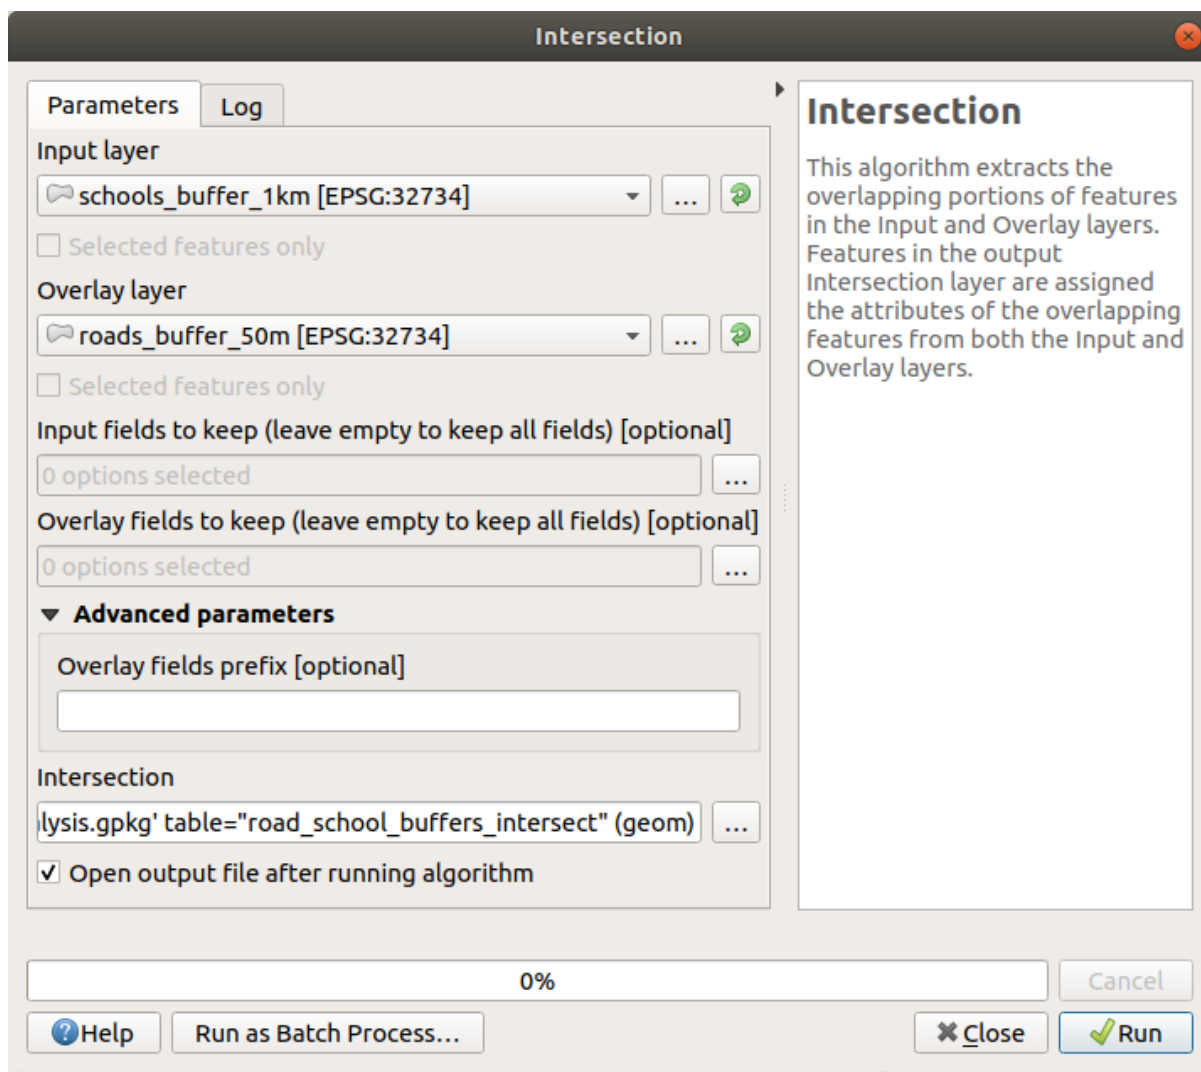 Intersection
Parameters
Log
Input layer
schools_buffer_1km [EPSG:32734]
...
Selected features only
Overlay layer
roads_buffer_50m [EPSG:32734]
...
Selected features only
Input fields to keep (leave empty to keep all fields) [optional]
0 options selected
...
Overlay fields to keep (leave empty to keep all fields) [optional]
0 options selected
...
Advanced parameters
Overlay fields prefix [optional]
Intersection
lysis.gpkg' table="road_school_buffers_intersect" (geom)
...
Open output file after running algorithm
Intersection
This algorithm extracts the
overlapping portions of features
in the Input and Overlay layers.
Features in the output
Intersection layer are assigned
the attributes of the overlapping
features from both the Input and
Overlay layers.
0%
Cancel
Help
Run as Batch Process...
Close
Run